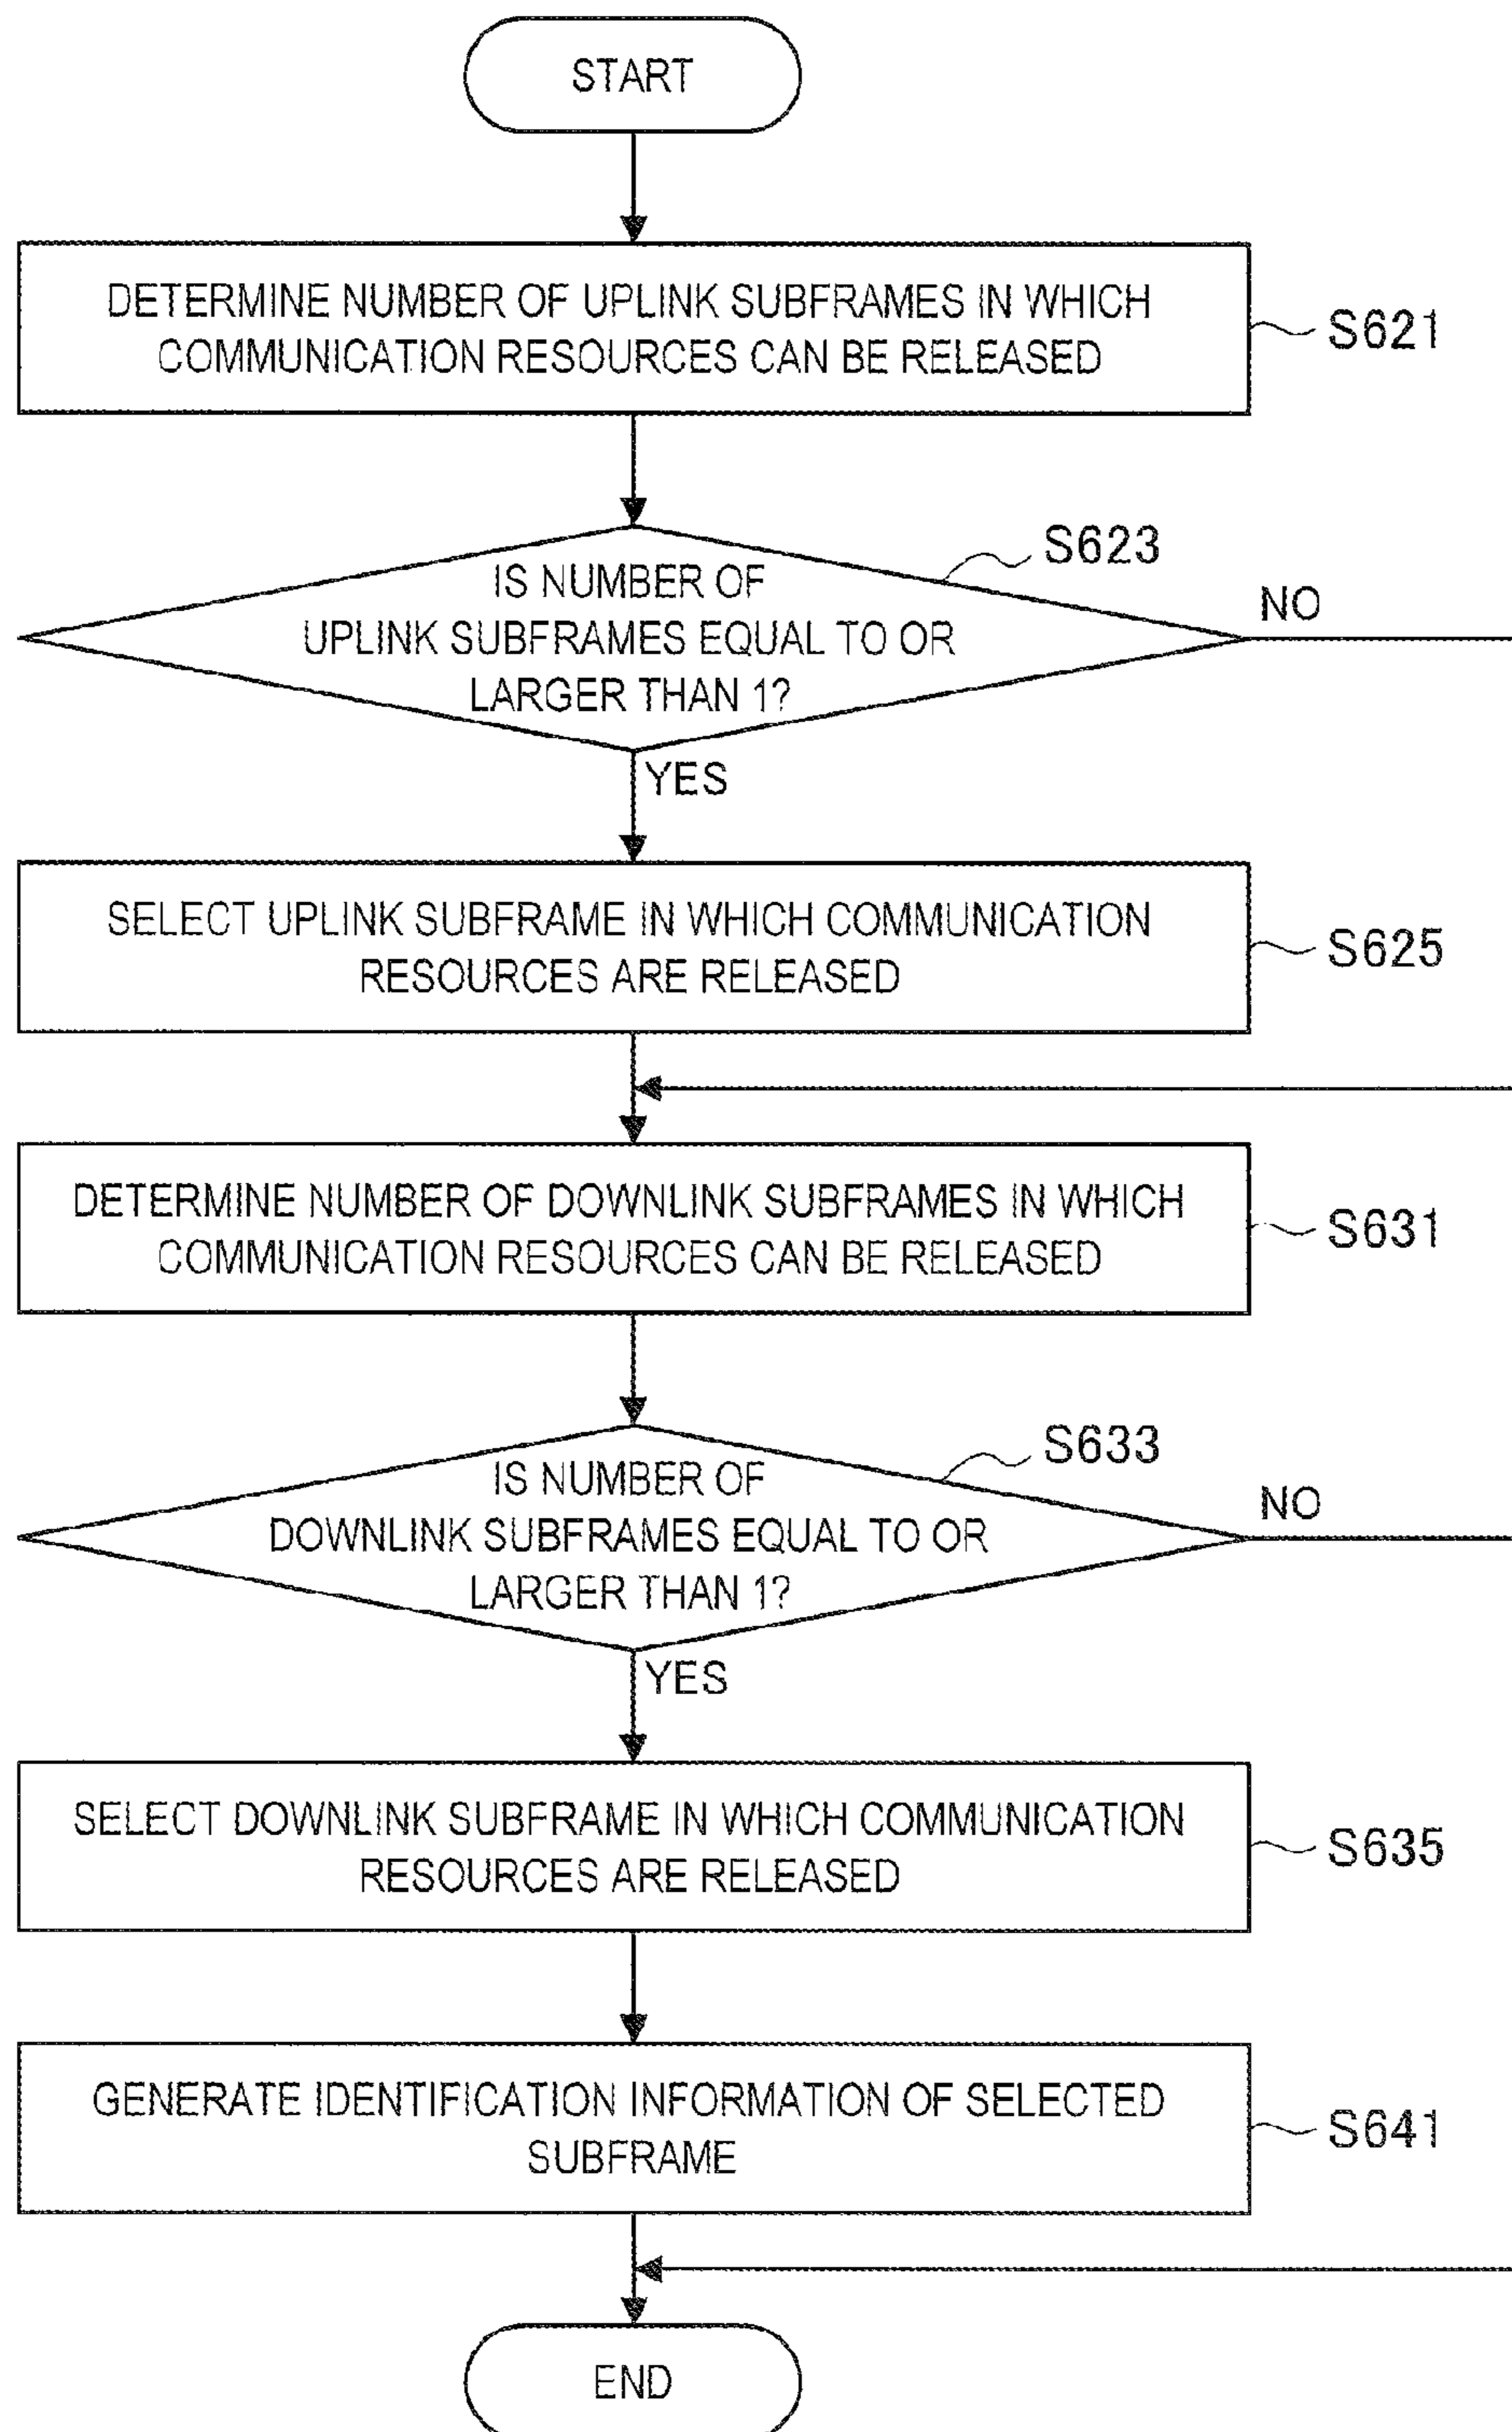 START
DETERMINE NUMBER OF UPLINK SUBFRAMES IN WHICH
COMMUNICATION RESOURCES CAN BE RELEASED
S621
S623
IS NUMBER OF
UPLINK SUBFRAMES EQUAL TO OR
LARGER THAN 1?
NO
YES
SELECT UPLINK SUBFRAME IN WHICH COMMUNICATION
RESOURCES ARE RELEASED
S625
DETERMINE NUMBER OF DOWNLINK SUBFRAMES IN WHICH
COMMUNICATION RESOURCES CAN BE RELEASED
S631
S633
IS NUMBER OF
DOWNLINK SUBFRAMES EQUAL TO OR
LARGER THAN 1?
NO
YES
SELECT DOWNLINK SUBFRAME IN WHICH COMMUNICATION
RESOURCES ARE RELEASED
S635
GENERATE IDENTIFICATION INFORMATION OF SELECTED
SUBFRAME
S641
END